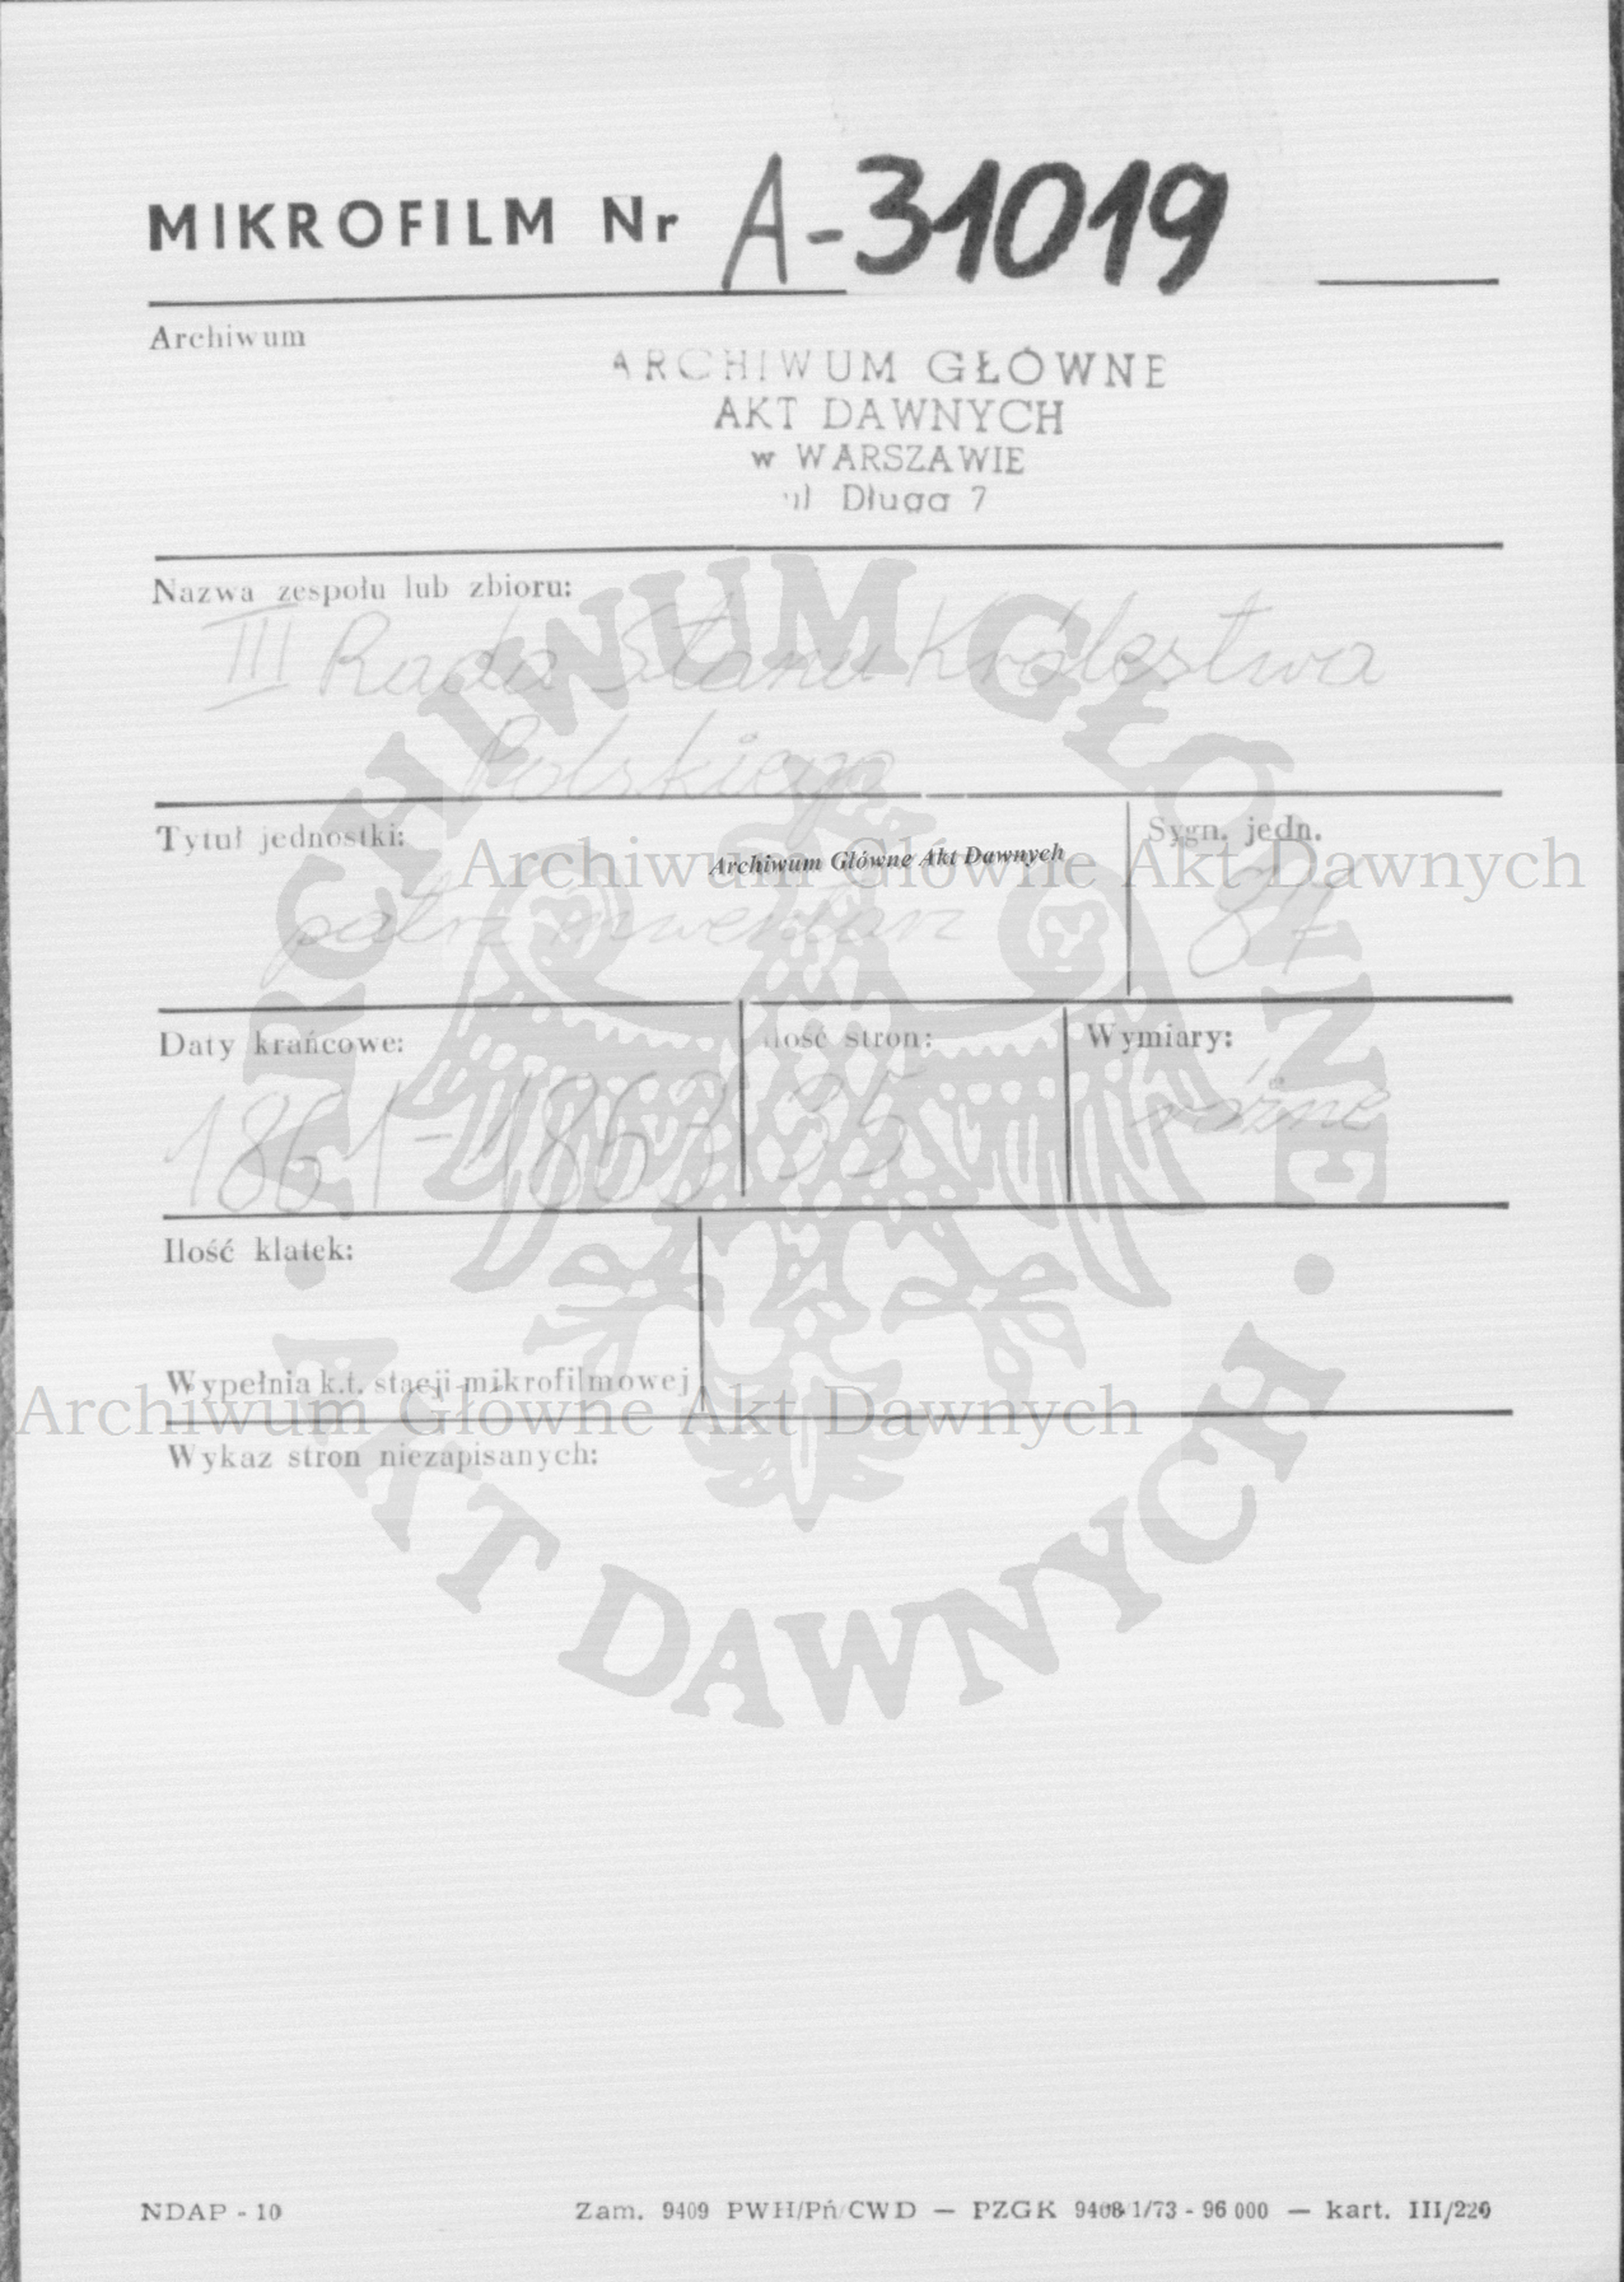 MIKROFILM Nr A-31019
Archiwum
ARCHIWUM GŁÓWNE
AKT DAWNYCH
w WARSZAWIE
ul Długa 7
Nazwa zespołu lub zbioru:
III Rada Stanu Królestwa
Polskiego
Tytuł jednostki:
Sygn. jedn.
Archiwum Główne Akt Dawnych
Archiwum Główne Akt Dawnych
patrz inwentarz
Daty krańcowe:
Ilość stron:
Wymiary:
1861-1863
35
różne
Ilość klatek:
Wypełnia k.t. stacji mikrofilmowej
Archiwum Główne Akt Dawnych
Wykaz stron niezapisanych:
ARCHIWUM GŁÓWNE • AKT DAWNYCH •
NDAP - 10
Zam. 9409 PWH/Pń/CWD — PZGK 9408/1/73 - 96 000 — kart. III/220